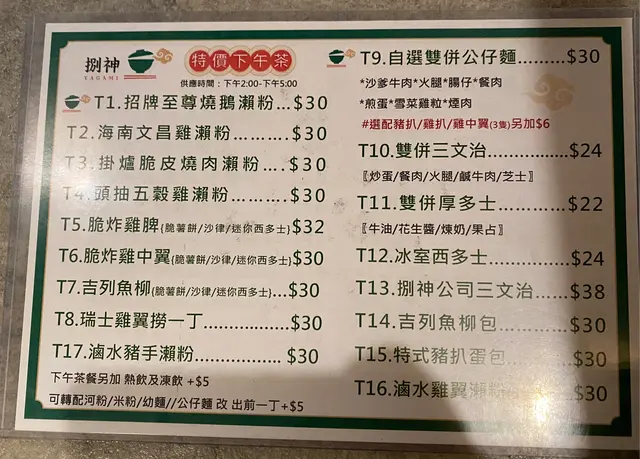 捌神
YAGAMI
特價下午茶
供應時間：下午2:00-下午5:00
T1.招牌至尊燒鵝瀨粉...$30
T2.海南文昌雞瀨粉..........$30
T3.掛爐脆皮燒肉瀨粉....$30
T4.頭抽五穀雞瀨粉..........$30
T5.脆炸雞脾(脆薯餅/沙律/迷你西多士)$32
T6.脆炸雞中翼(脆薯餅/沙律/迷你西多士)$30
T7.吉列魚柳(脆薯餅/沙律/迷你西多士)...$30
T8.瑞士雞翼撈一丁..................$30
T17.滷水豬手瀨粉..................$30
下午茶餐另加 熱飲及凍飲 +$5
可轉配河粉/米粉/幼麵//公仔麵 改 出前一丁+$5
T9.自選雙併公仔麵.........$30
*沙爹牛肉*火腿*腸仔*餐肉
*煎蛋*雪菜雞粒*煙肉
#選配豬扒/雞扒/雞中翼(3隻)另加$6
T10.雙併三文治.............$24
〖炒蛋/餐肉/火腿/鹹牛肉/芝士〗
T11.雙併厚多士.............$22
〖牛油/花生醬/煉奶/果占〗
T12.冰室西多士.............$24
T13.捌神公司三文治......$38
T14.吉列魚柳包.............$30
T15.特式豬扒蛋包..........$30
T16.滷水雞翼瀨粉..........$30